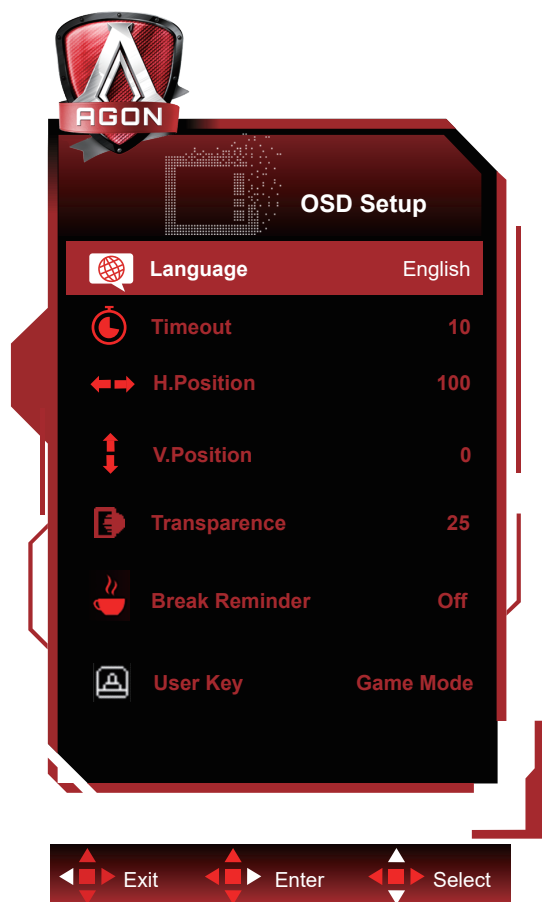 AGON
OSD Setup
Language English
Timeout 10
H.Position 100
V.Position 0
Transparence 25
Break Reminder Off
User Key Game Mode
Exit Enter Select